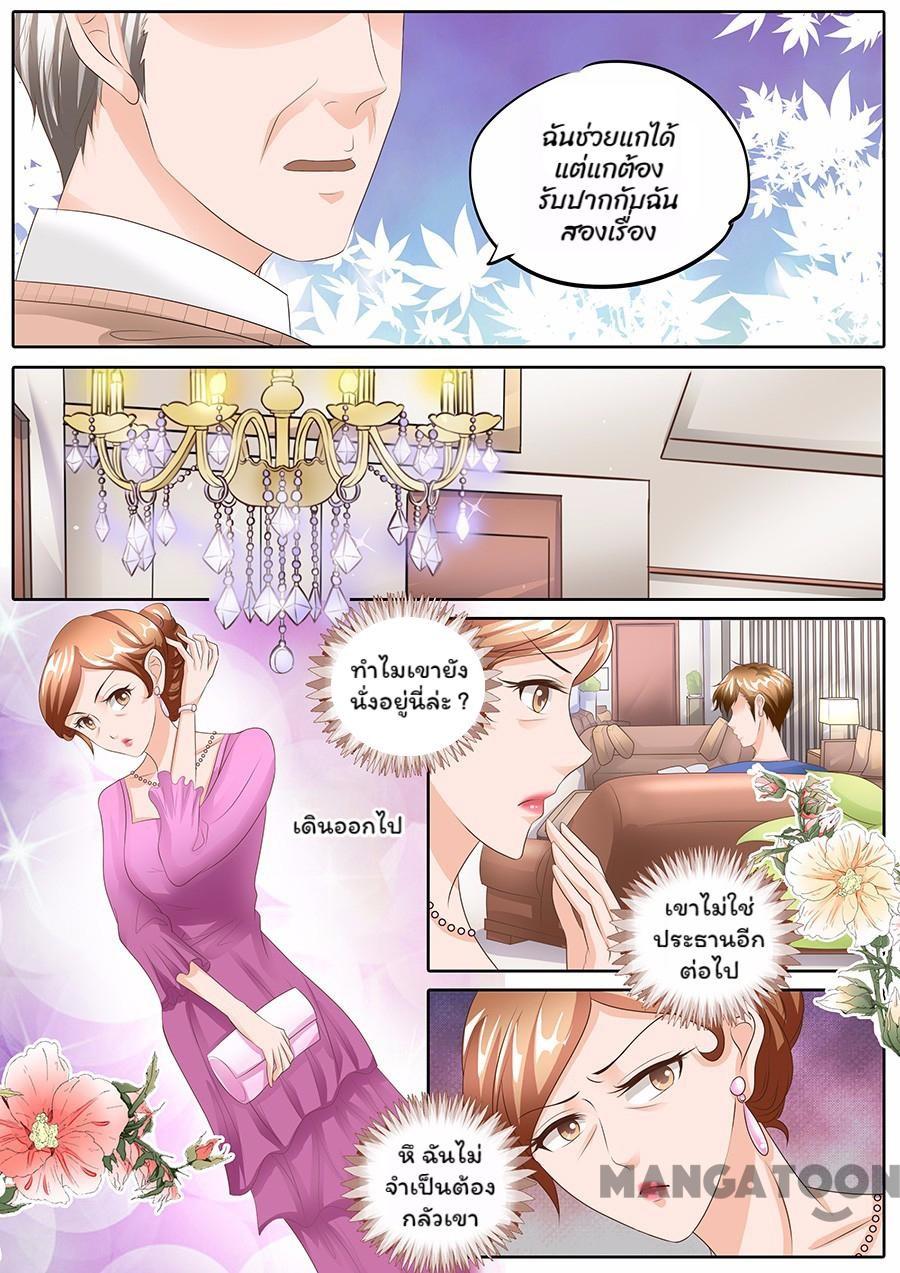 ฉันช่วยแกได้
แต่แกต้อง
รับปากกับฉัน
สองเรื่อง
ทำไมเขายัง
นั่งอยู่นี่ล่ะ ?
เดินออกไป
เขาไม่ใช่
ประธานอีก
ต่อไป
หึ ฉันไม่
จำเป็นต้อง
กลัวเขา
MANGATOON